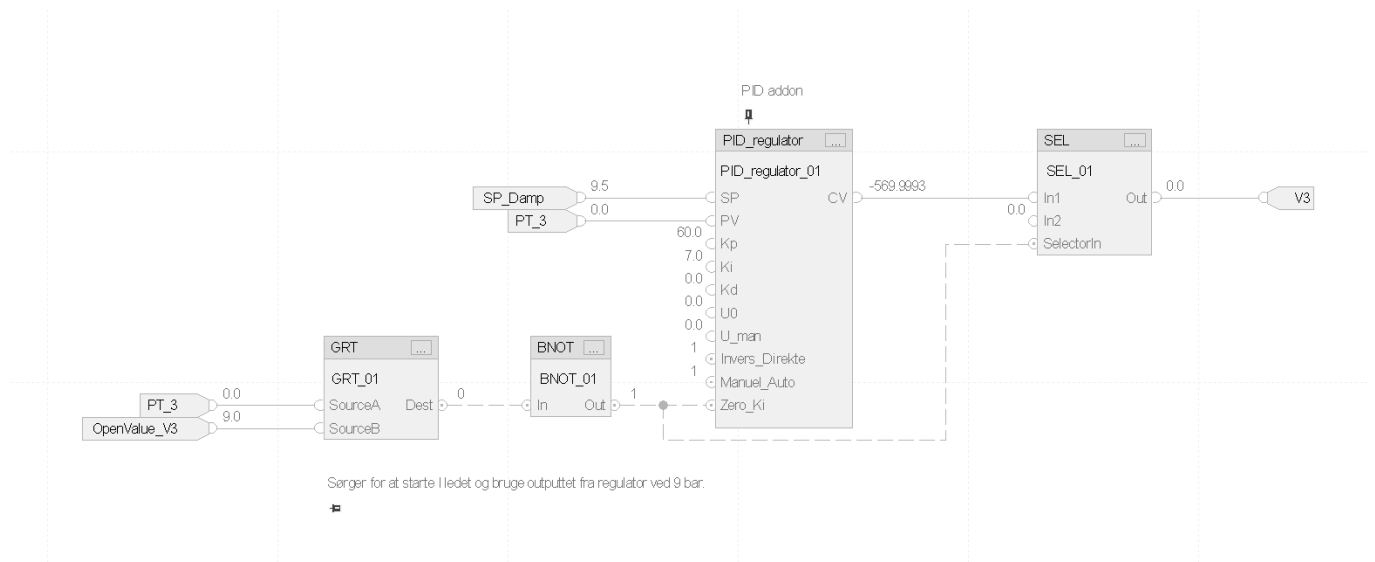 PID addon
PID_regulator ...
PID_regulator_01
SP_Damp 9.5 SP CV -569.9993
PT_3 0.0 PV
60.0 Kp
7.0 Ki
0.0 Kd
0.0 U0
0.0 U_man
1 Invers_Direkte
1 Manuel_Auto
Zero_Ki
SEL ...
SEL_01
In1 Out 0.0 V3
0.0 In2
SelectorIn
GRT ...
GRT_01
PT_3 0.0 SourceA Dest 0
OpenValue_V3 9.0 SourceB
BNOT ...
BNOT_01
In Out 1
Sørger for at starte I ledet og bruge outputtet fra regulator ved 9 bar.